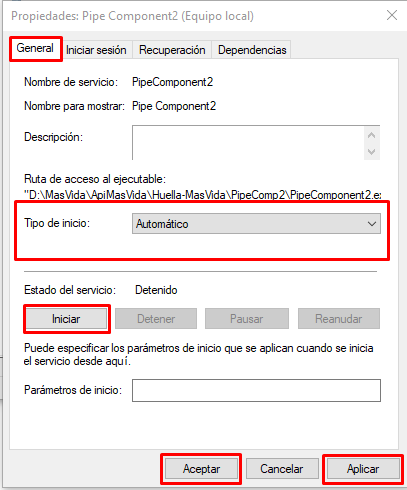 Propiedades: Pipe Component2 (Equipo local)
General Iniciar sesión Recuperación Dependencias
Nombre de servicio: PipeComponent2
Nombre para mostrar: Pipe Component2
Descripción:
Ruta de acceso al ejecutable:
"D:\MasVida\ApiMasVida\Huella-MasVida\PipeComp2\PipeComponent2.ex
Tipo de inicio: Automático
Estado del servicio: Detenido
Iniciar Detener Pausar Reanudar
Puede especificar los parámetros de inicio que se aplican cuando se inicia
el servicio desde aquí.
Parámetros de inicio:
Aceptar Cancelar Aplicar